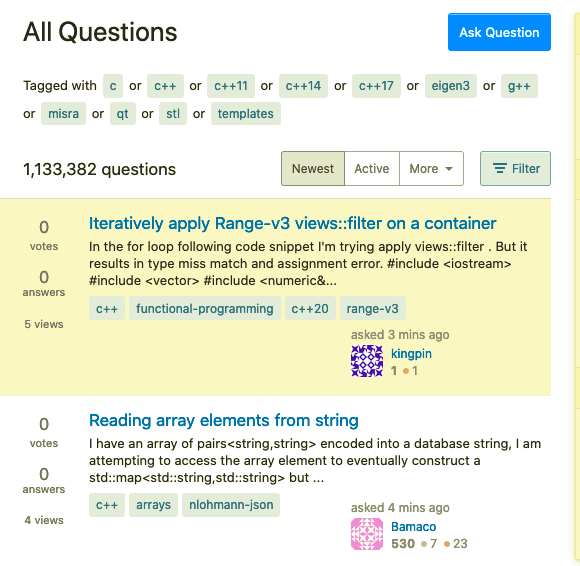 All Questions
Ask Question
Tagged with c or c++ or c++11 or c++14 or c++17 or eigen3 or g++
or misra or qt or stl or templates
1,133,382 questions
Newest Active More Filter
0
votes
0
answers
5 views
Iteratively apply Range-v3 views::filter on a container
In the for loop following code snippet I'm trying apply views::filter . But it
results in type miss match and assignment error. #include <iostream>
#include <vector> #include <numeric&...
c++ functional-programming c++20 range-v3
asked 3 mins ago
kingpin
1 1
0
votes
0
answers
4 views
Reading array elements from string
I have an array of pairs<string,string> encoded into a database string, I am
attempting to access the array element to eventually construct a
std::map<std::string,std::string> but ...
c++ arrays nlohmann-json
asked 4 mins ago
Bamaco
530 7 23